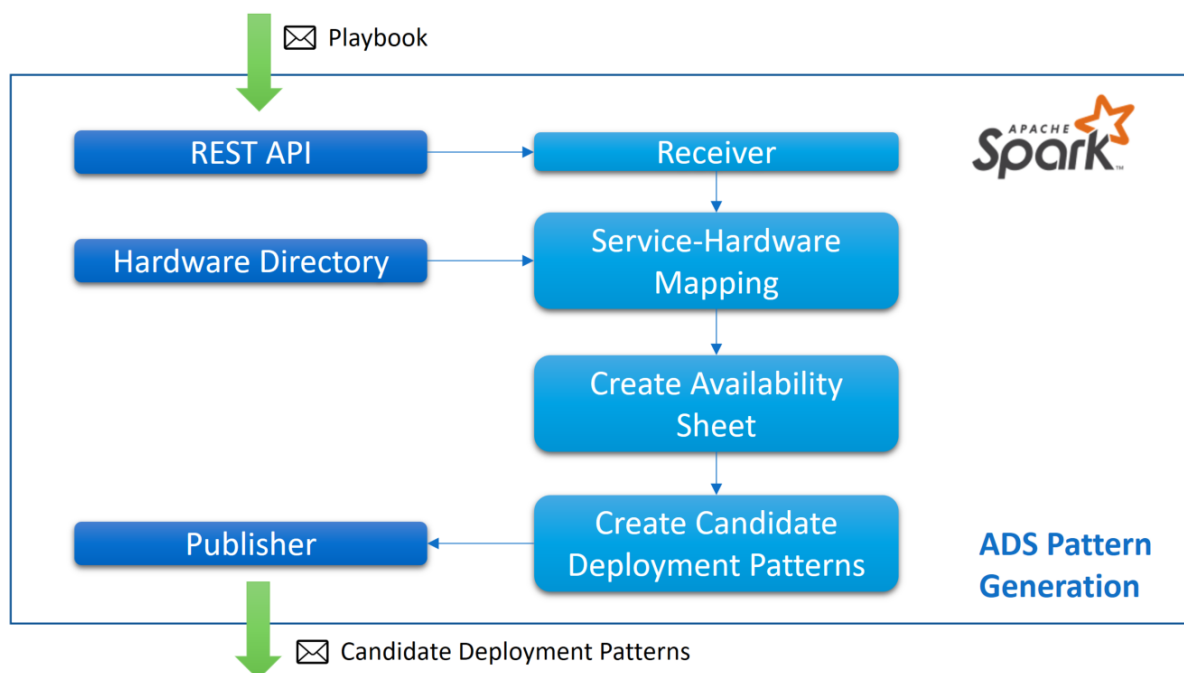 Playbook
REST API
Receiver
APACHE
Spark™
Hardware Directory
Service-Hardware
Mapping
Create Availability
Sheet
Publisher
Create Candidate
Deployment Patterns
ADS Pattern
Generation
Candidate Deployment Patterns